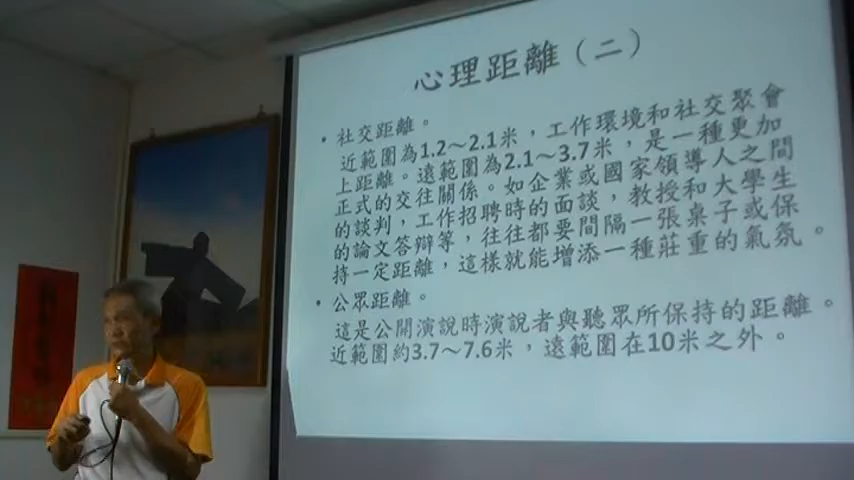 心理距離（二）
• 社交距離。
近範圍為1.2～2.1米，工作環境和社交聚會
上距離。遠範圍為2.1～3.7米，是一種更加
正式的交往關係。如企業或國家領導人之間
的談判，工作招聘時的面談，教授和大學生
的論文答辯等，往往都要間隔一張桌子或保
持一定距離，這樣就能增添一種莊重的氣氛。
• 公眾距離。
這是公開演說時演說者與聽眾所保持的距離。
近範圍約3.7～7.6米，遠範圍在10米之外。